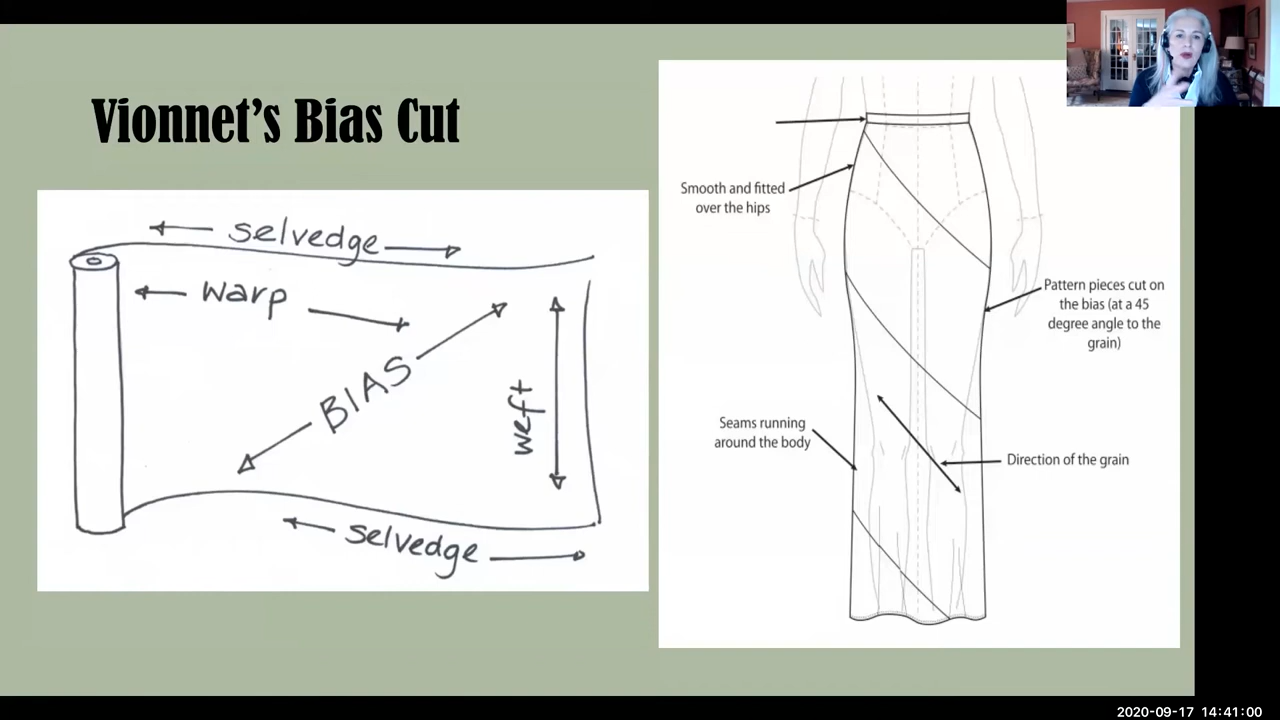 Vionnet's Bias Cut
selvedge
warp
BIAS
weft
selvedge
Smooth and fitted
over the hips
Pattern pieces cut on
the bias (at a 45
degree angle to the
grain)
Seams running
around the body
Direction of the grain
2020-09-17 14:41:00